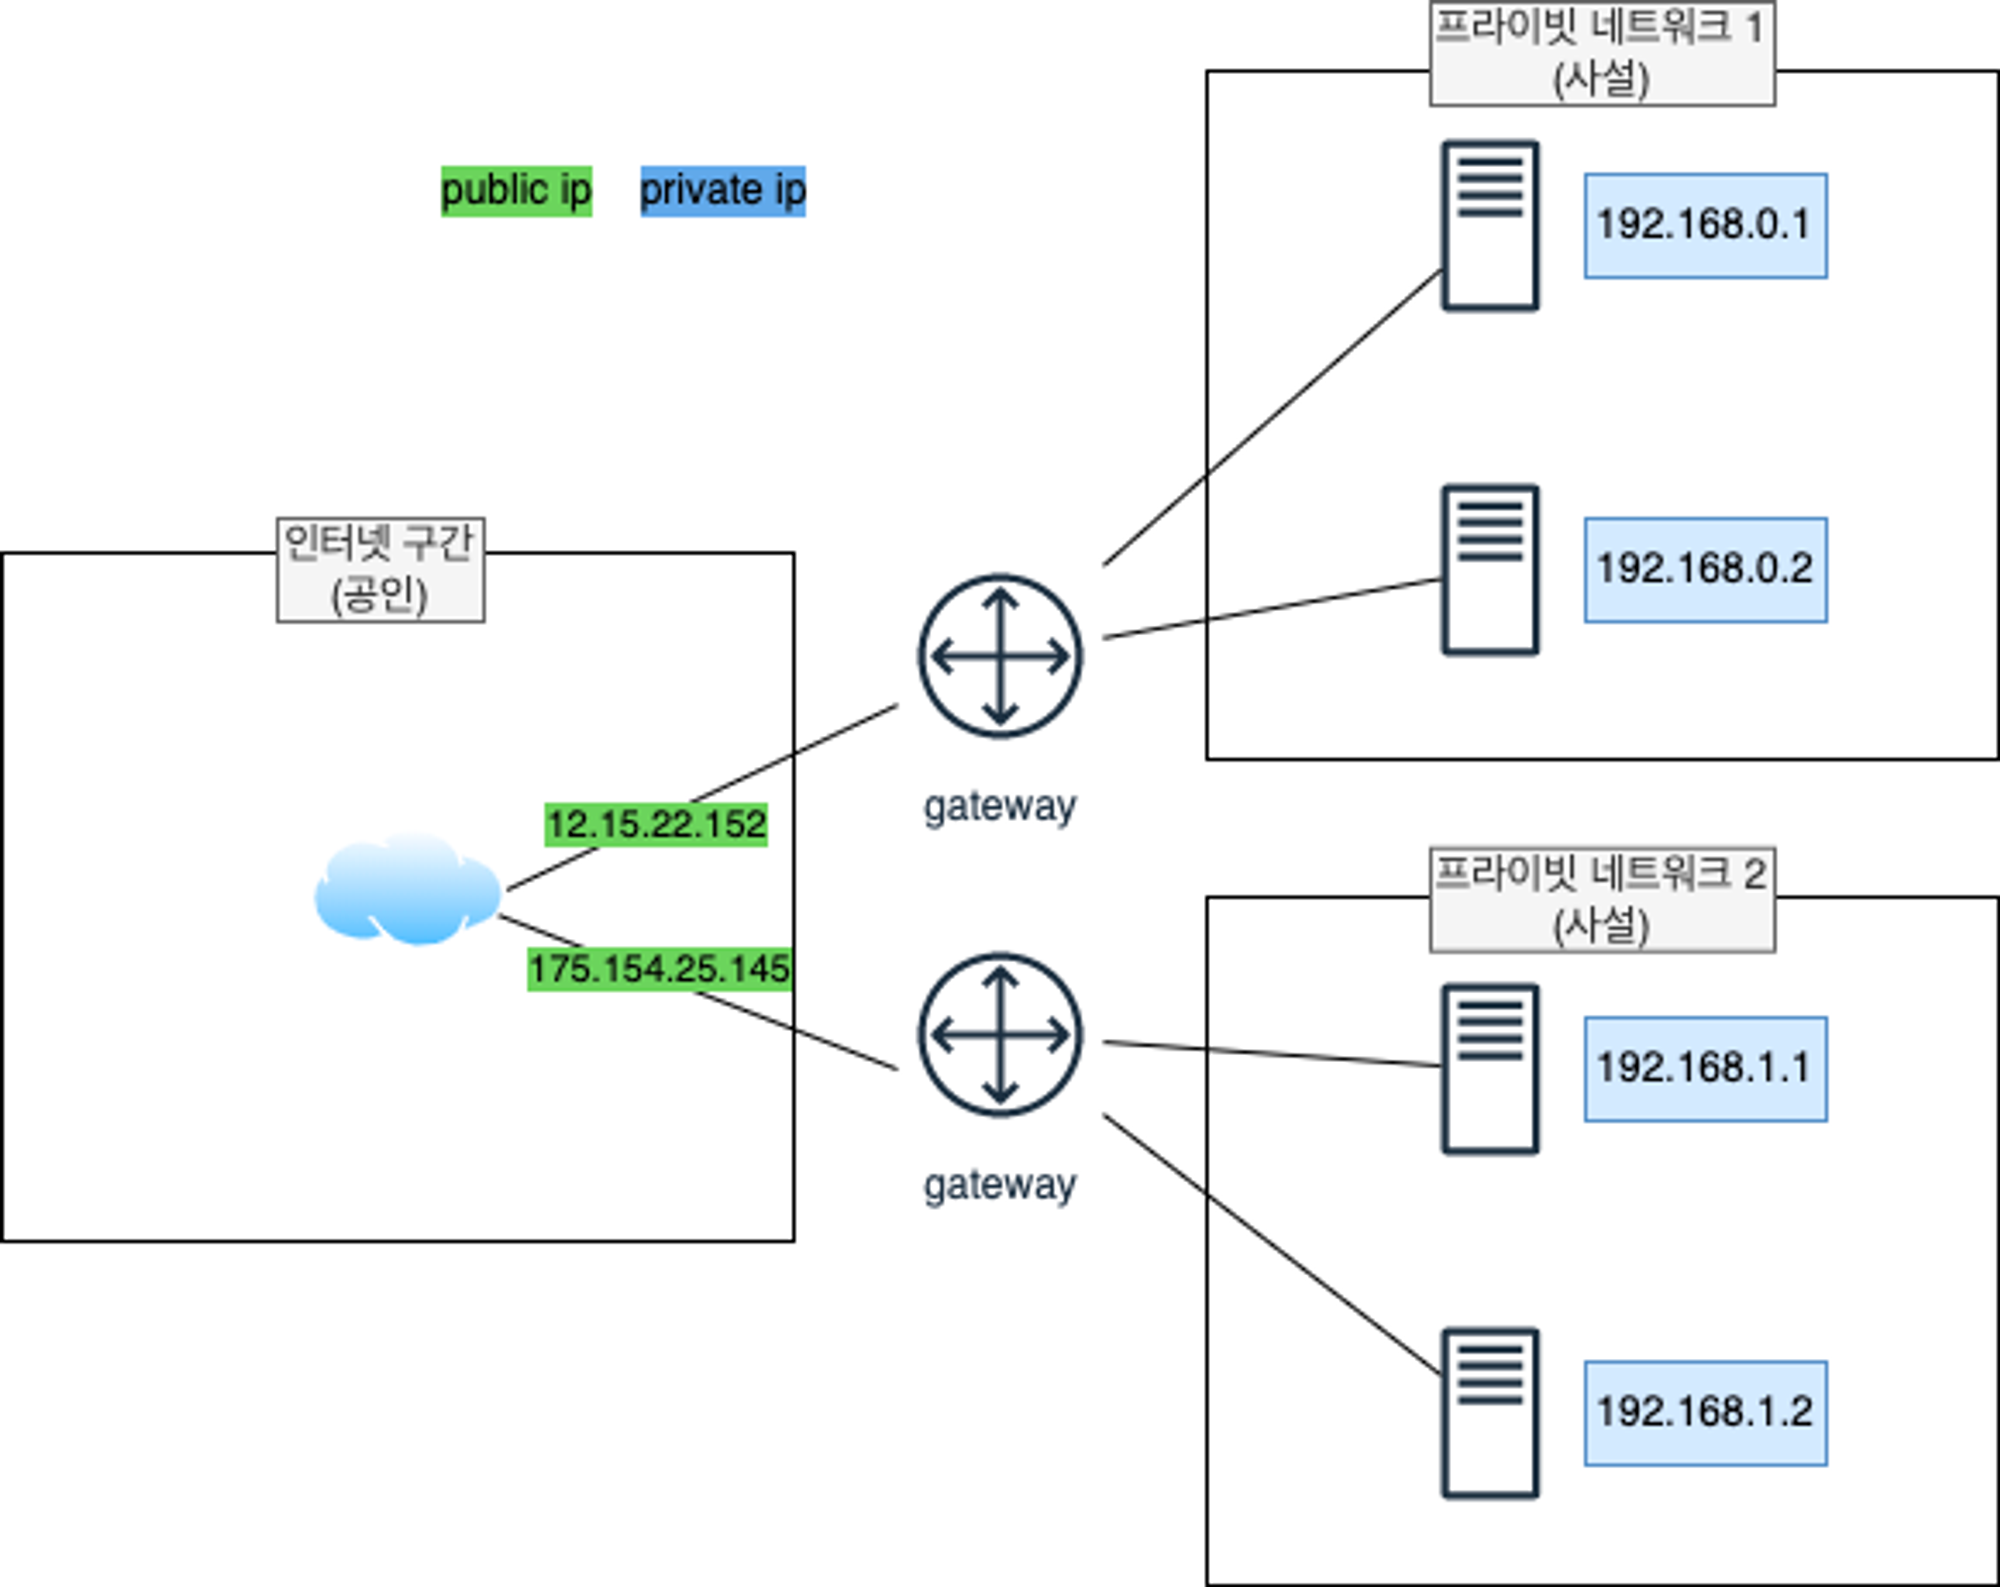 프라이빗 네트워크 1
(사설)
public ip
private ip
192.168.0.1
192.168.0.2
인터넷 구간
(공인)
12.15.22.152
gateway
175.154.25.145
gateway
프라이빗 네트워크 2
(사설)
192.168.1.1
192.168.1.2